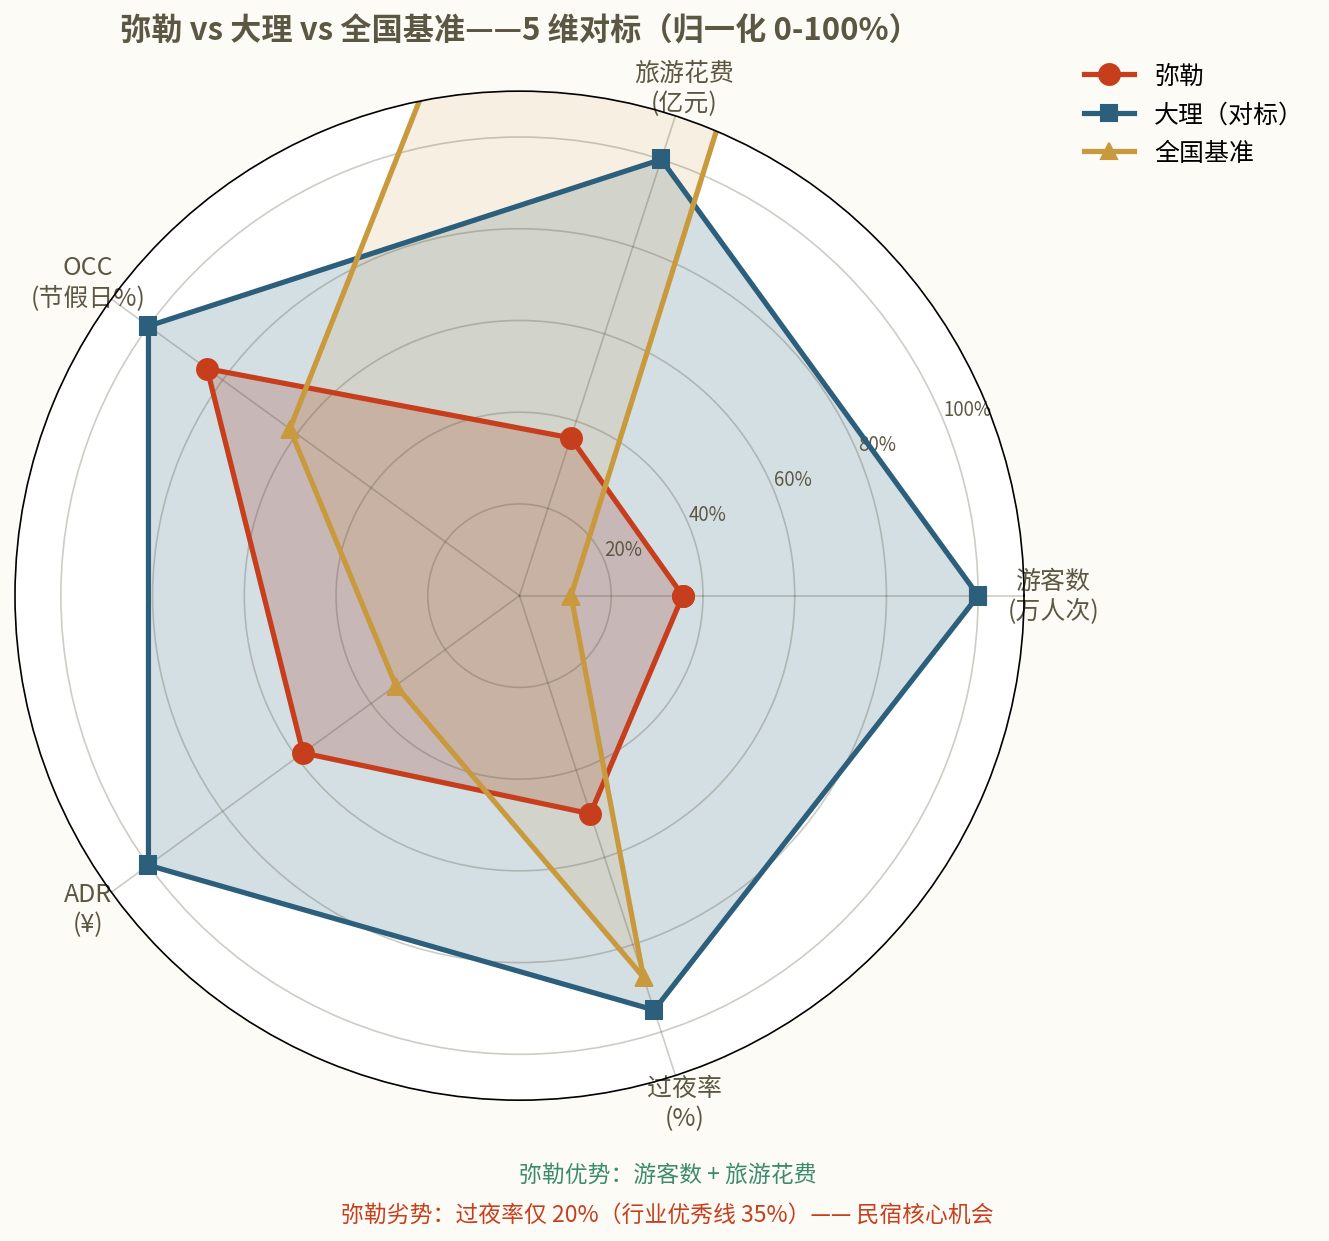 弥勒 vs 大理 vs 全国基准——5 维对标（归一化 0-100%）
弥勒
大理（对标）
全国基准
旅游花费
(亿元)
OCC
(节假日%)
100%
80%
60%
40%
20%
游客数
(万人次)
ADR
(¥)
过夜率
(%)
弥勒优势：游客数 + 旅游花费
弥勒劣势：过夜率仅 20%（行业优秀线 35%）—— 民宿核心机会